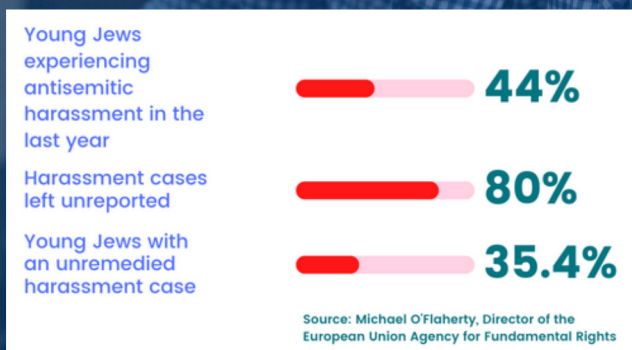 Young Jews
experiencing
antisemitic
harassment in the
last year
44%
Harassment cases
left unreported
80%
Young Jews with
an unremedied
harassment case
35.4%
Source: Michael O'Flaherty, Director of the
European Union Agency for Fundamental Rights